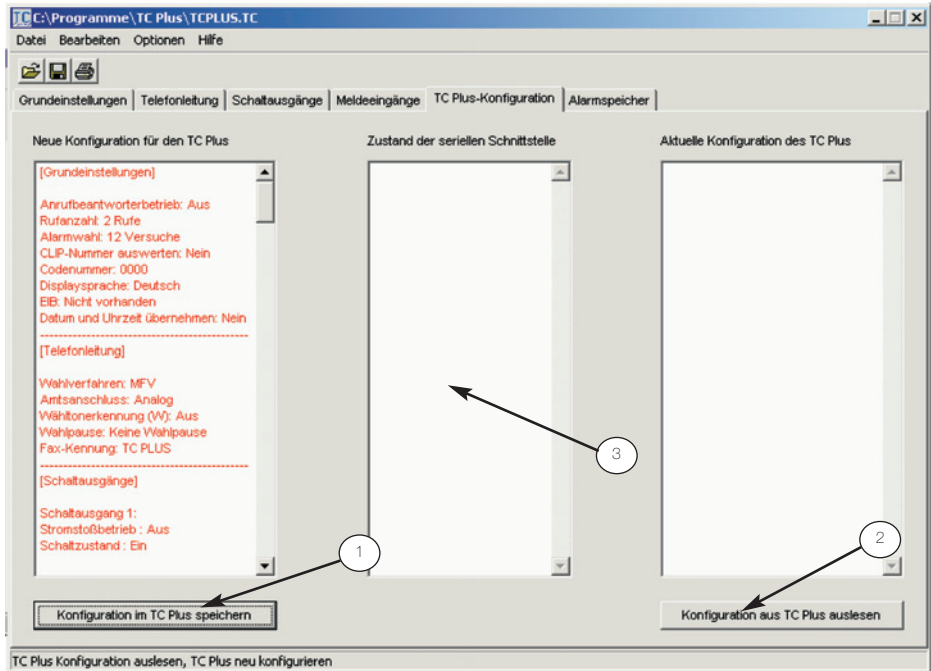 TC C:\Programme\TC Plus\TCPLUS.TC
Datei Bearbeiten Optionen Hilfe
Grundeinstellungen Telefonleitung Schaltausgänge Meldeeingänge TC Plus-Konfiguration Alarmspeicher
Neue Konfiguration für den TC Plus
Zustand der seriellen Schnittstelle
Aktuelle Konfiguration des TC Plus
[Grundeinstellungen]
Anrufbeantworterbetrieb: Aus
Rufanzahl: 2 Rufe
Alarmwahl: 12 Versuche
CLIP-Nummer auswerten: Nein
Codenummer: 0000
Displaysprache: Deutsch
EIB: Nicht vorhanden
Datum und Uhrzeit übernehmen: Nein
--------------------------------------------------
[Telefonleitung]
Wahlverfahren: MFV
Amtsanschluss: Analog
Wähltonerkennung (W): Aus
Wahlpause: Keine Wahlpause
Fax-Kennung: TC PLUS
--------------------------------------------------
[Schaltausgänge]
Schaltausgang 1:
Stromstoßbetrieb : Aus
Schaltzustand : Ein
3
1
2
Konfiguration im TC Plus speichern
Konfiguration aus TC Plus auslesen
TC Plus Konfiguration auslesen, TC Plus neu konfigurieren